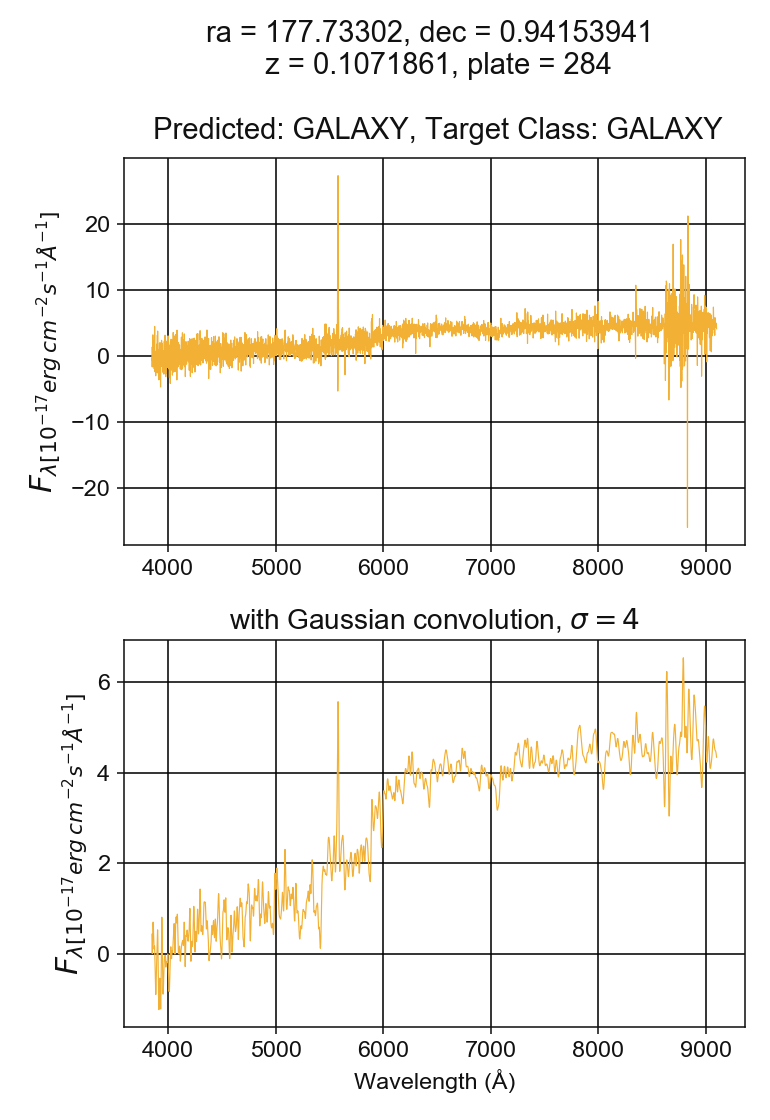 ra = 177.73302, dec = 0.94153941
z = 0.1071861, plate = 284
Predicted: GALAXY, Target Class: GALAXY
F_{λ[10^{−17} erg cm^{−2} s^{−1} Å^{−1}]}
20
10
0
−10
−20
4000 5000 6000 7000 8000 9000
with Gaussian convolution, σ = 4
F_{λ[10^{−17} erg cm^{−2} s^{−1} Å^{−1}]}
6
4
2
0
4000 5000 6000 7000 8000 9000
Wavelength (Å)